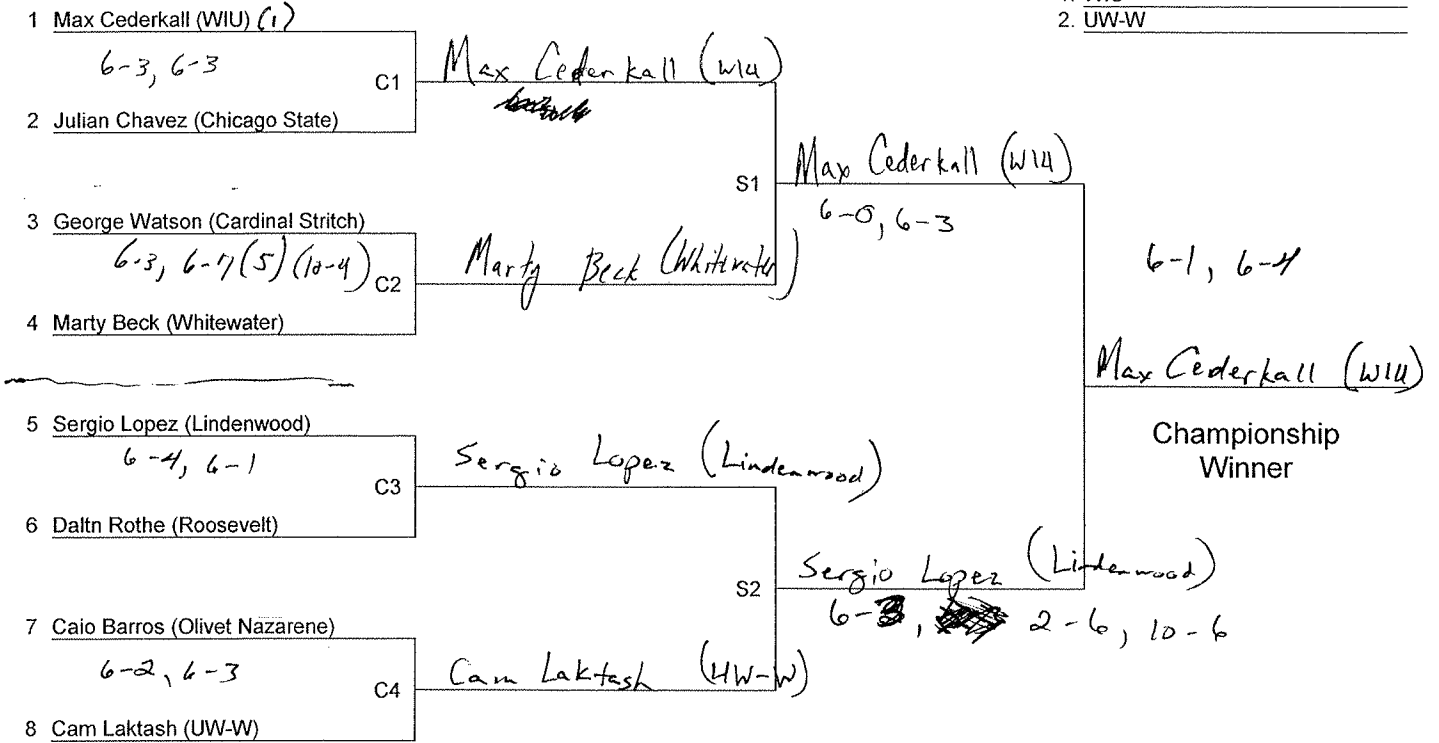 2. UW-W
1 Max Cederkall (WIU) (1)
6-3, 6-3
C1
Max Cederkall (WIU)
2 Julian Chavez (Chicago State)
S1
Max Cederkall (WIU)
6-0, 6-3
3 George Watson (Cardinal Stritch)
6-3, 6-7(5) (10-4)
C2
Marty Beck (Whitewater)
4 Marty Beck (Whitewater)
6-1, 6-4
Max Cederkall (WIU)
Championship
Winner
5 Sergio Lopez (Lindenwood)
6-4, 6-1
C3
Sergio Lopez (Lindenwood)
6 Daltn Rothe (Roosevelt)
S2
Sergio Lopez (Lindenwood)
6-3, 2-6, 10-6
7 Caio Barros (Olivet Nazarene)
6-2, 6-3
C4
Cam Laktash (UW-W)
8 Cam Laktash (UW-W)